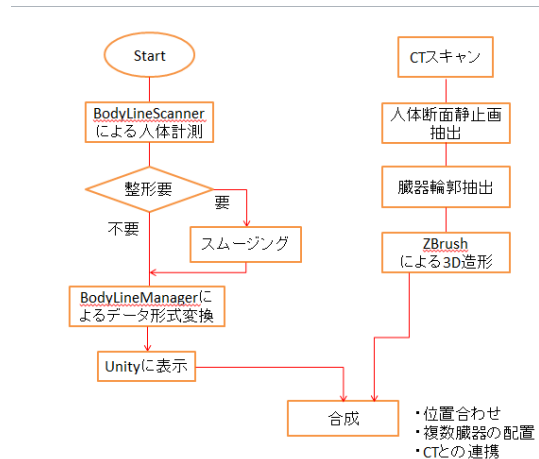 Start
BodyLineScanner
による人体計測
整形要
要
不要
スムージング
BodyLineManagerに
よるデータ形式変換
Unityに表示
CTスキャン
人体断面静止画
抽出
臓器輪郭抽出
ZBrush
による3D造形
合成
・位置合わせ
・複数臓器の配置
・CTとの連携